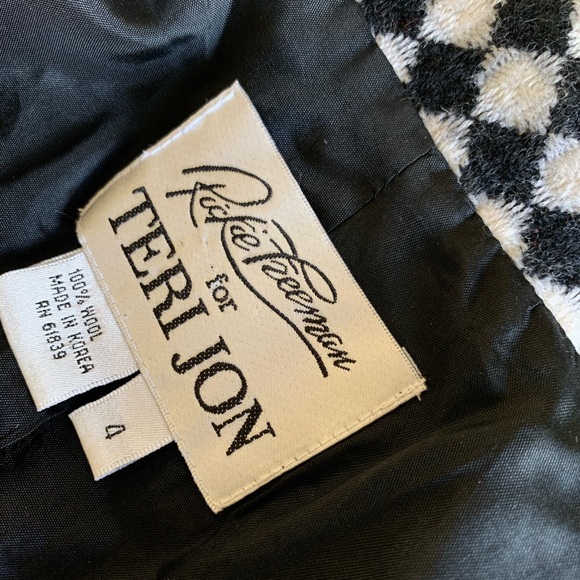 Rickie Freeman
for
TERI JON
100% WOOL
MADE IN KOREA
RN 61839
4